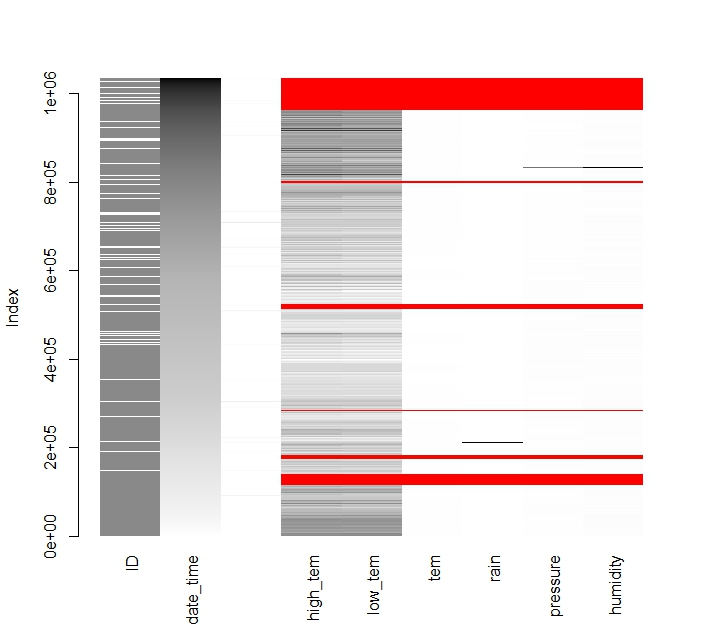 1e+06
8e+05
6e+05
4e+05
2e+05
0e+00
Index
ID
date_time
high_tem
low_tem
tem
rain
pressure
humidity